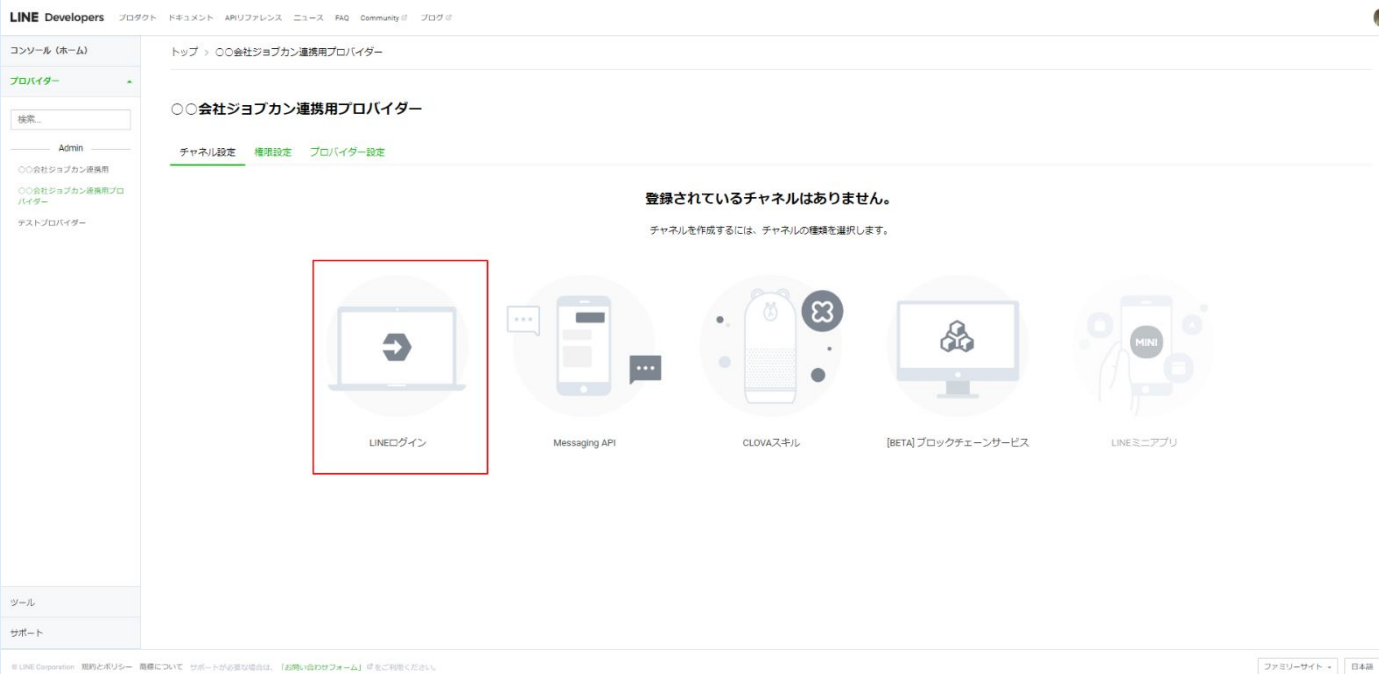 LINE Developers プロダクト ドキュメント APIリファレンス ニュース FAQ Community ブログ
コンソール（ホーム）
トップ > ○○会社ジョブカン連携用プロバイダー
プロバイダー
○○会社ジョブカン連携用プロバイダー
検索...
Admin
チャネル設定 権限設定 プロバイダー設定
○○会社ジョブカン連携用
○○会社ジョブカン連携用プロ
バイダー
テストプロバイダー
登録されているチャネルはありません。
チャネルを作成するには、チャネルの種類を選択します。
MINI
LINEログイン Messaging API CLOVAスキル [BETA] ブロックチェーンサービス LINEミニアプリ
ツール
サポート
© LINE Corporation 規約とポリシー 商標について サポートが必要な場合は、「お問い合わせフォーム」をご利用ください。
ファミリーサイト 日本語